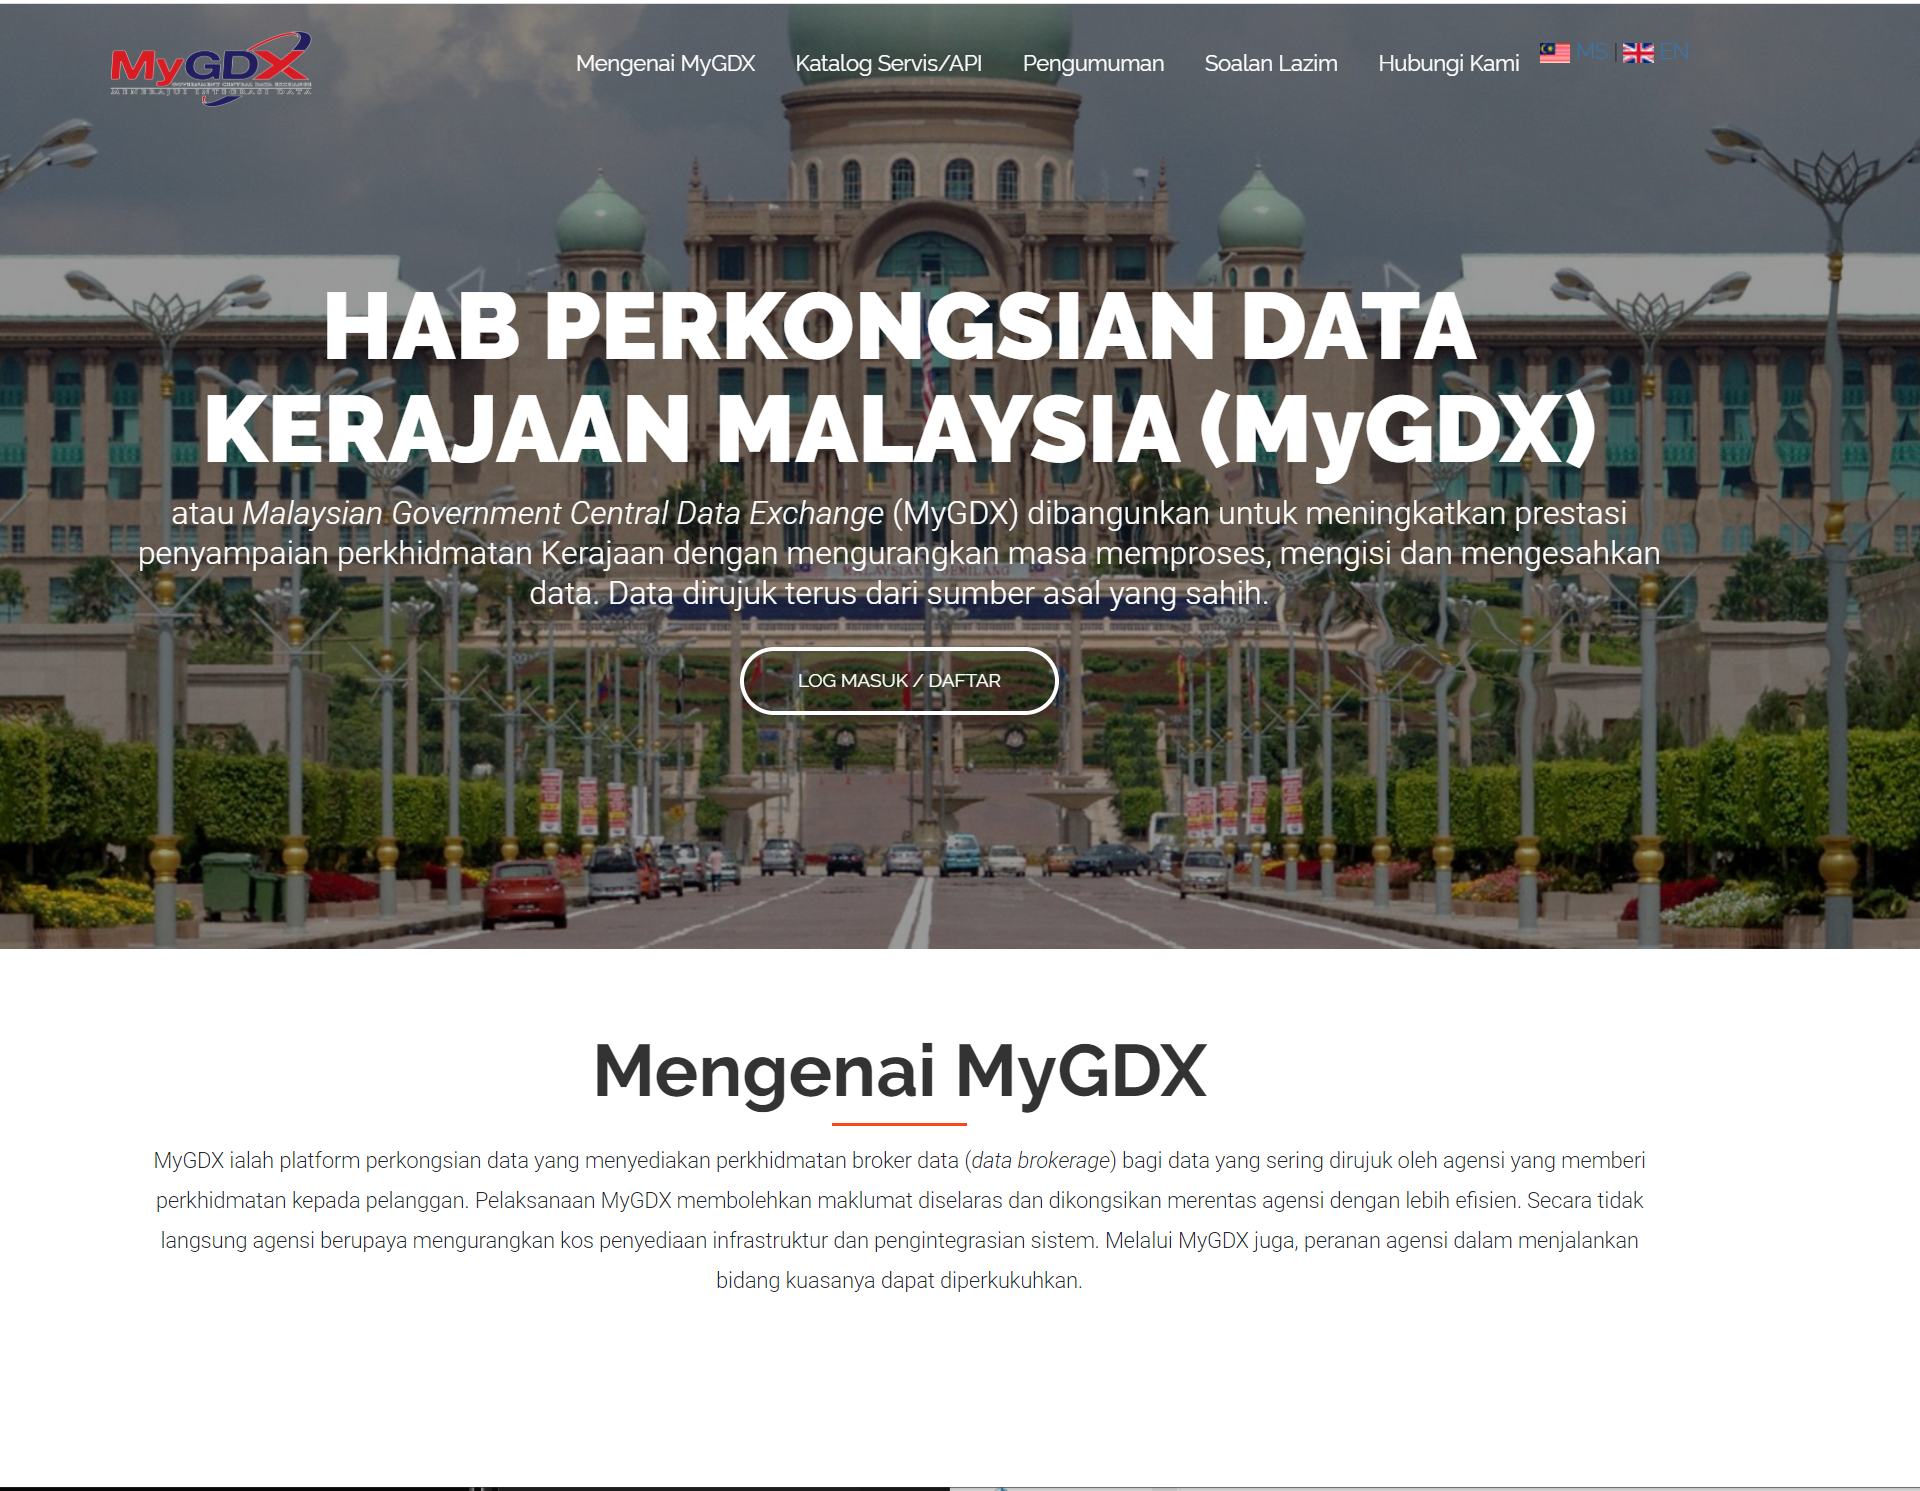 MyGDX
GOVERNMENT CENTRAL DATA EXCHANGE
MENERAJUI INTEGRASI DATA
Mengenai MyGDX
Katalog Servis/API
Pengumuman
Soalan Lazim
Hubungi Kami
MS | EN
HAB PERKONGSIAN DATA
KERAJAAN MALAYSIA (MyGDX)
atau Malaysian Government Central Data Exchange (MyGDX) dibangunkan untuk meningkatkan prestasi
penyampaian perkhidmatan Kerajaan dengan mengurangkan masa memproses, mengisi dan mengesahkan
data. Data dirujuk terus dari sumber asal yang sahih.
LOG MASUK / DAFTAR
Mengenai MyGDX
MyGDX ialah platform perkongsian data yang menyediakan perkhidmatan broker data (data brokerage) bagi data yang sering dirujuk oleh agensi yang memberi
perkhidmatan kepada pelanggan. Pelaksanaan MyGDX membolehkan maklumat diselaras dan dikongsikan merentas agensi dengan lebih efisien. Secara tidak
langsung agensi berupaya mengurangkan kos penyediaan infrastruktur dan pengintegrasian sistem. Melalui MyGDX juga, peranan agensi dalam menjalankan
bidang kuasanya dapat diperkukuhkan.